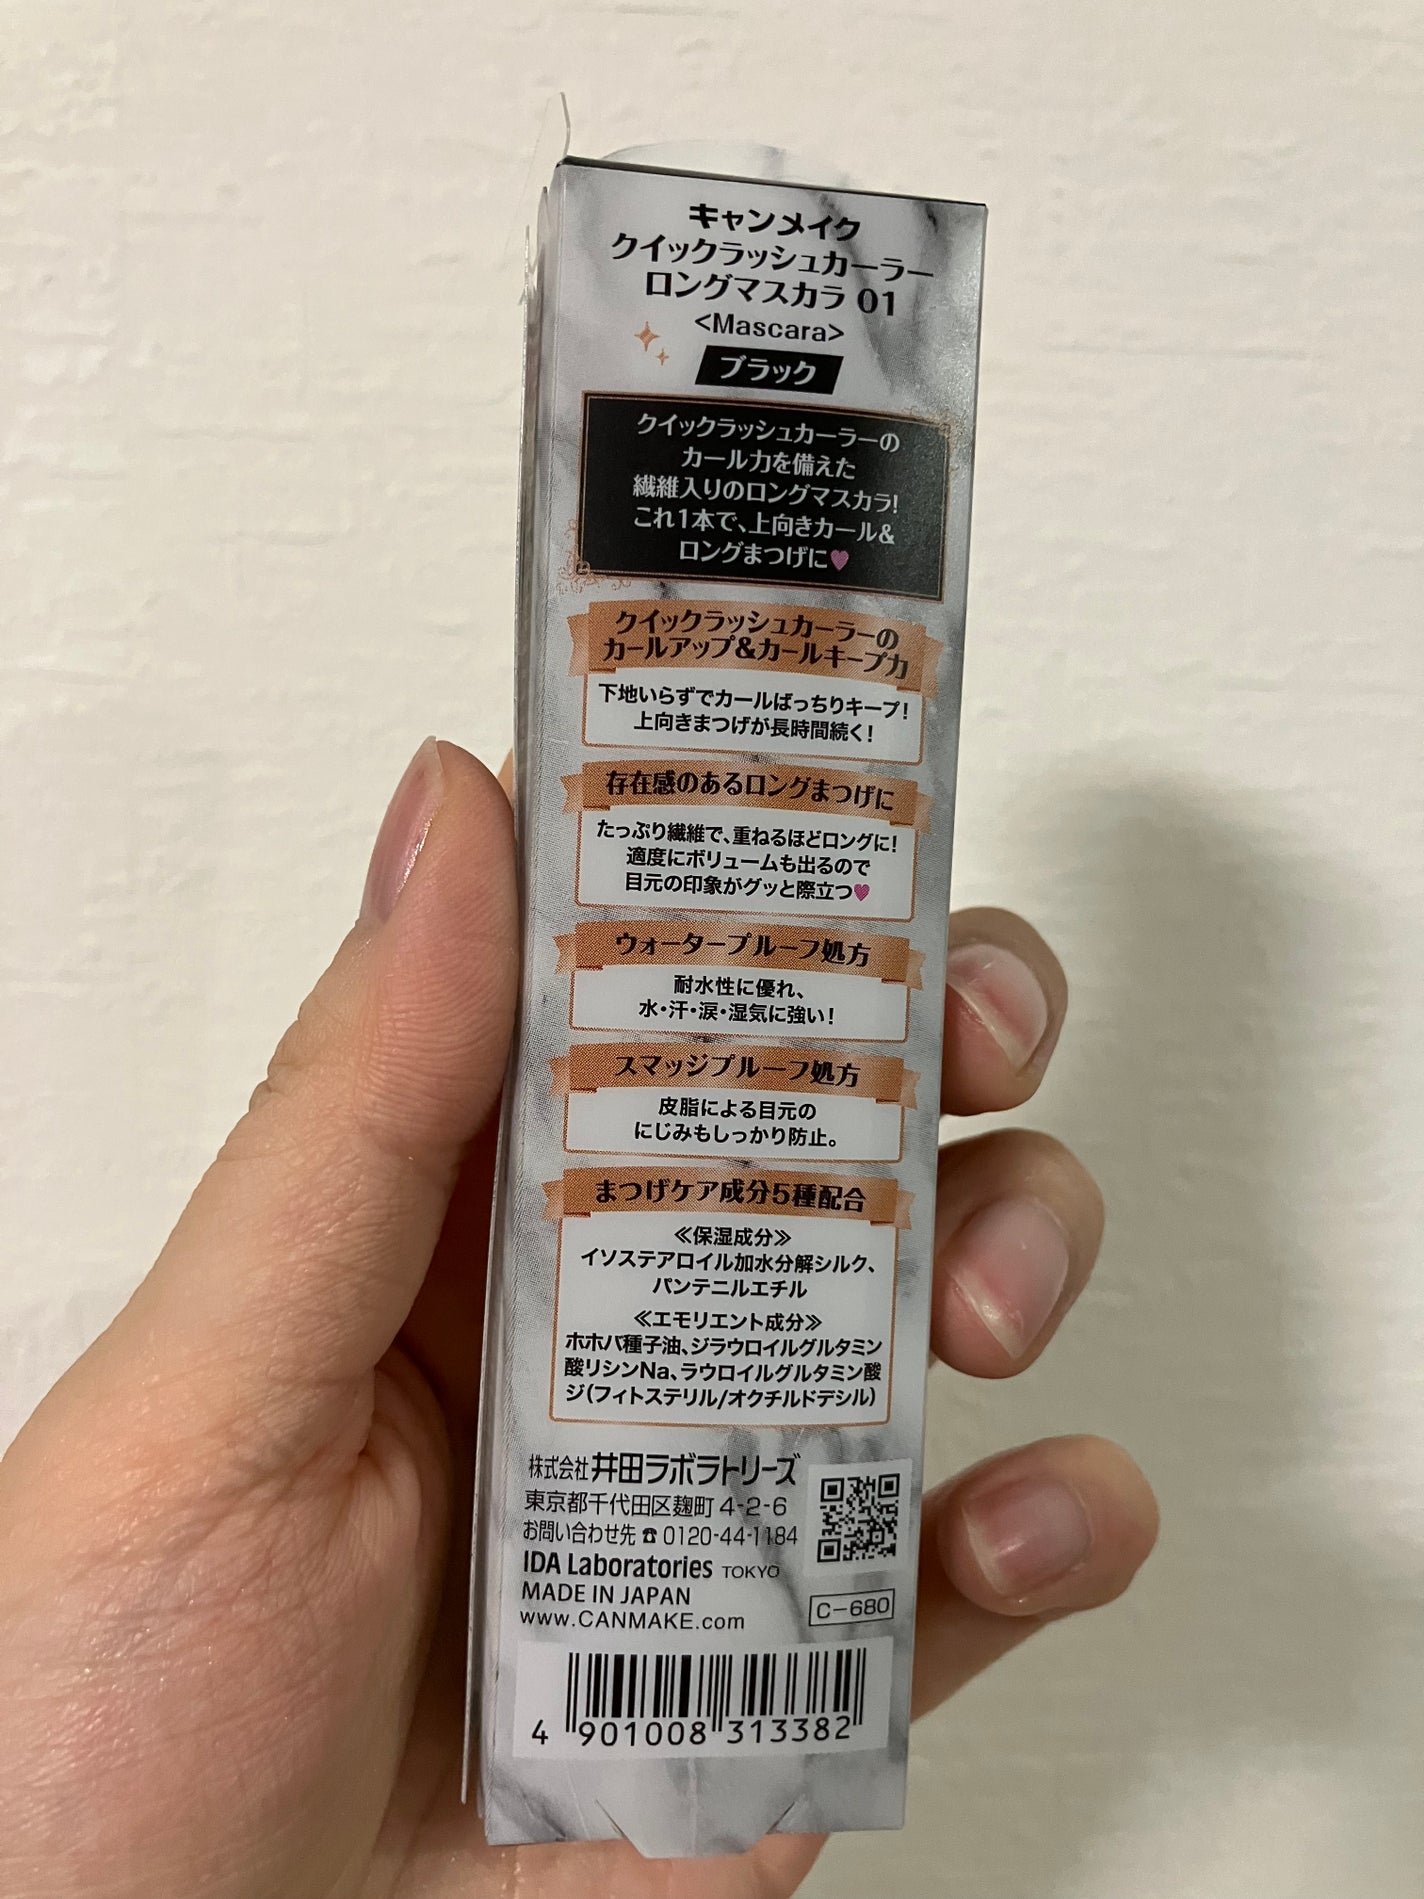 キャンメイク
クイックラッシュカーラー
ロングマスカラ 01
<Mascara>
ブラック
クイックラッシュカーラーの
カール力を備えた
繊維入りのロングマスカラ!
これ1本で、上向きカール&
ロングまつげに♥
クイックラッシュカーラーの
カールアップ&カールキープ力
下地いらずでカールばっちりキープ!
上向きまつげが長時間続く!
存在感のあるロングまつげに
たっぷり繊維で、重ねるほどロングに!
適度にボリュームも出るので
目元の印象がグッと際立つ♥
ウォータープルーフ処方
耐水性に優れ、
水・汗・涙・湿気に強い!
スマッジプルーフ処方
皮脂による目元の
にじみもしっかり防止。
まつげケア成分5種配合
≪保湿成分≫
イソステアロイル加水分解シルク、
パンテニルエチル
≪エモリエント成分≫
ホホバ種子油、ジラウロイルグルタミン
酸リシンNa、ラウロイルグルタミン酸
ジ(フィトステリル/オクチルドデシル)
株式会社 井田ラボラトリーズ
東京都千代田区麹町 4-2-6
お問い合わせ先 ☎ 0120-44-1184
IDA Laboratories TOKYO
MADE IN JAPAN
www.CANMAKE.com
C-680
4 901008 313382